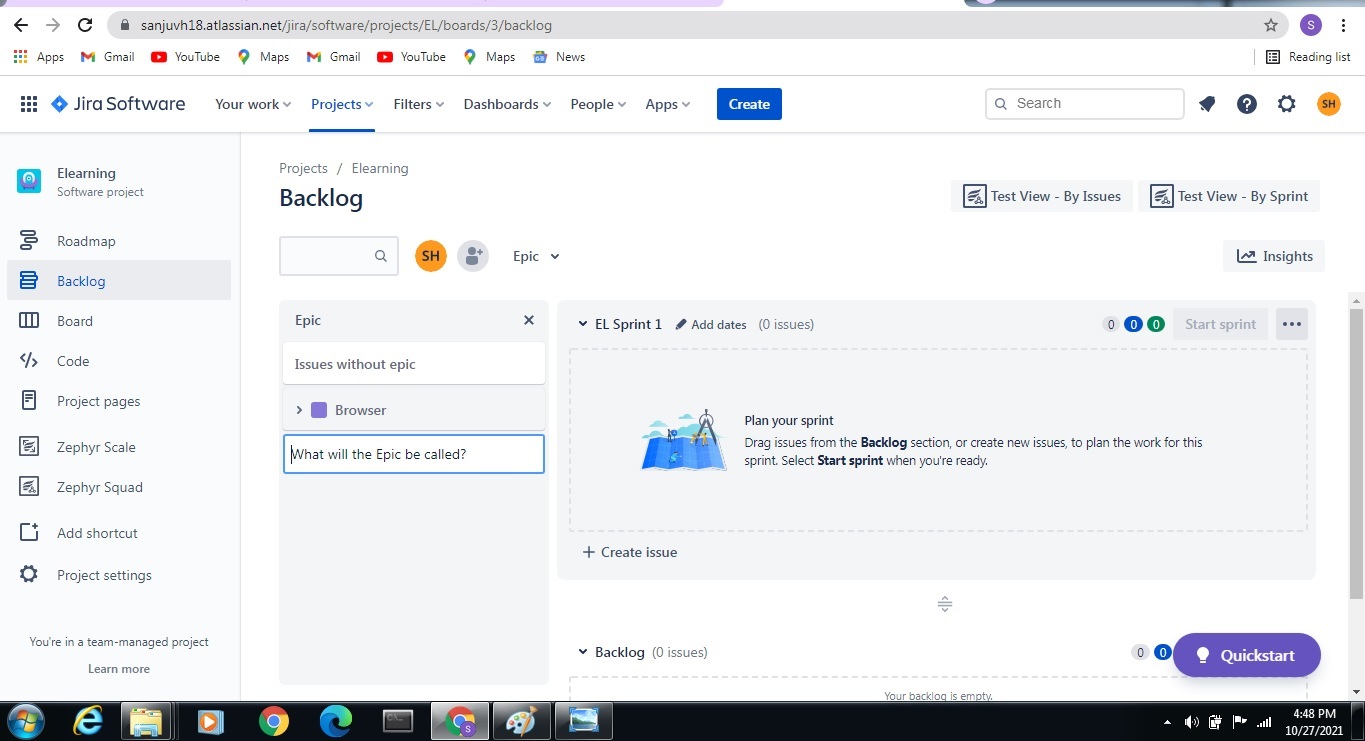 sanjuvh18.atlassian.net/jira/software/projects/EL/boards/3/backlog S
Apps Gmail YouTube Maps Gmail YouTube Maps News Reading list
Jira Software Your work Projects Filters Dashboards People Apps Create Search SH
Elearning
Software project
Roadmap
Backlog
Board
Code
Project pages
Zephyr Scale
Zephyr Squad
Add shortcut
Project settings
You're in a team-managed project
Learn more
Projects / Elearning
Backlog
Test View - By Issues Test View - By Sprint
SH Epic Insights
Epic
Issues without epic
Browser
What will the Epic be called?
EL Sprint 1 Add dates (0 issues) 0 0 0 Start sprint
Plan your sprint
Drag issues from the Backlog section, or create new issues, to plan the work for this
sprint. Select Start sprint when you're ready.
+ Create issue
Backlog (0 issues) 0 0
Quickstart
Your backlog is empty.
4:48 PM
10/27/2021